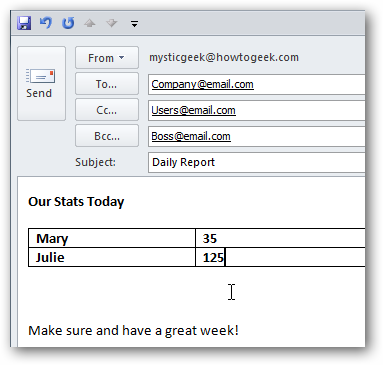 From mysticgeek@howtogeek.com
Send
To... Company@email.com
Cc... Users@email.com
Bcc... Boss@email.com
Subject: Daily Report
Our Stats Today
Mary 35
Julie 125
Make sure and have a great week!